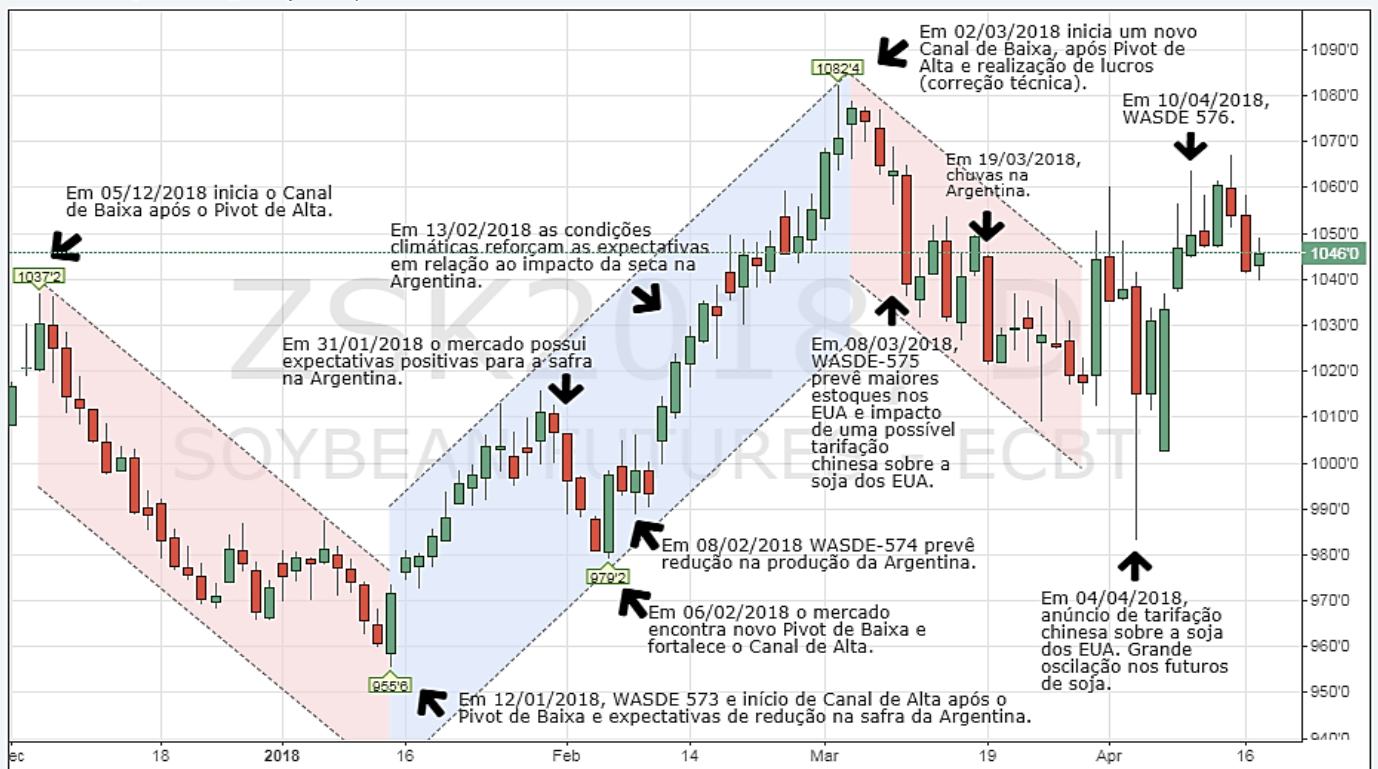 Em 02/03/2018 inicia um novo
Canal de Baixa, após Pivot de
Alta e realização de lucros
(correção técnica).
1090'0
1082'4
1080'0
Em 10/04/2018,
WASDE 576.
1070'0
Em 19/03/2018,
chuvas na
Argentina.
1060'0
Em 05/12/2018 inicia o Canal
de Baixa após o Pivot de Alta.
1050'0
Em 13/02/2018 as condições
climáticas reforçam as expectativas
em relação ao impacto da seca na
Argentina.
1046'0
1037'2
1040'0
ZSK2018,D
1030'0
Em 31/01/2018 o mercado possui
expectativas positivas para a safra
na Argentina.
1020'0
Em 08/03/2018,
WASDE-575
prevê maiores
estoques nos
EUA e impacto
de uma possível
tarifação
chinesa sobre a
soja dos EUA.
1010'0
SOYBEAN FUTURES - ECBT
1000'0
990'0
Em 08/02/2018 WASDE-574 prevê
redução na produção da Argentina.
980'0
979'2
970'0
Em 06/02/2018 o mercado
encontra novo Pivot de Baixa e
fortalece o Canal de Alta.
960'0
Em 04/04/2018,
anúncio de tarifação
chinesa sobre a soja
dos EUA. Grande
oscilação nos futuros
de soja.
955'6
950'0
Em 12/01/2018, WASDE 573 e início de Canal de Alta após o
Pivot de Baixa e expectativas de redução na safra da Argentina.
940'0
ec 18 2018 16 Feb 14 Mar 19 Apr 16